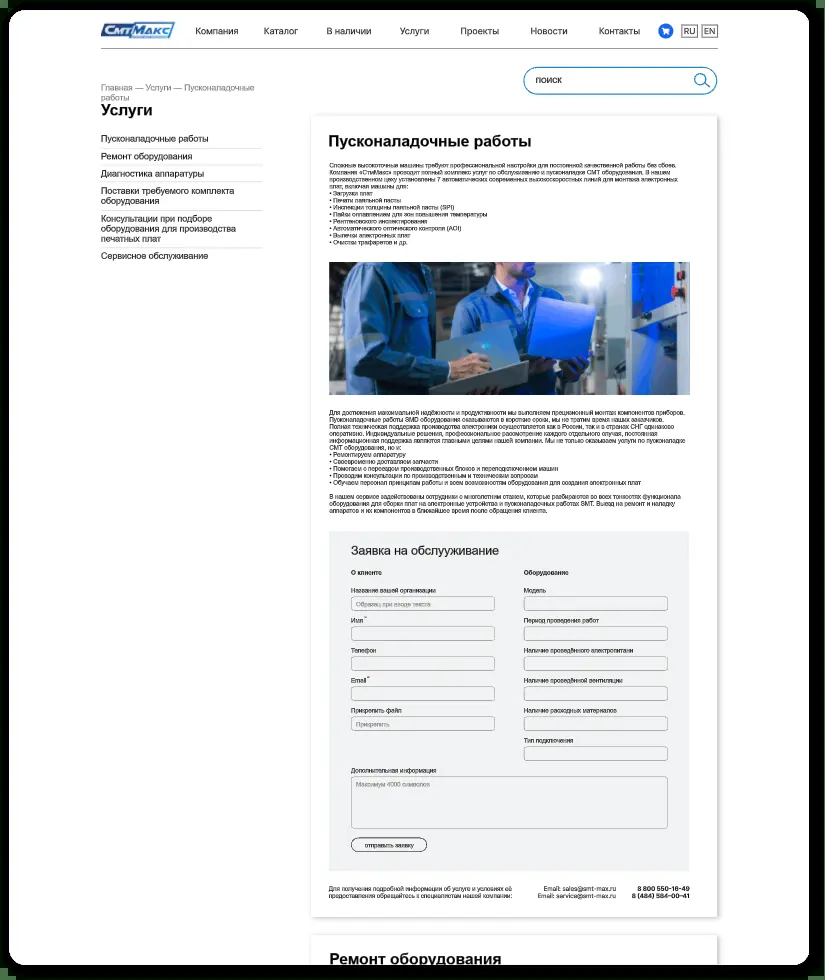 СмтМакс
Компания Каталог В наличии Услуги Проекты Новости Контакты RU EN
поиск
Главная — Услуги — Пусконаладочные
работы
Услуги
Пусконаладочные работы
Ремонт оборудования
Диагностика аппаратуры
Поставки требуемого комплекта
оборудования
Консультации при подборе
оборудования для производства
печатных плат
Сервисное обслуживание
Пусконаладочные работы
Сложные высокоточные машины требуют профессиональной настройки для постоянной качественной работы без сбоев.
Компания «СмтМакс» проводит полный комплекс услуг по обслуживанию и пусконаладке СМТ оборудования. В нашем
производственном цеху установлены 7 автоматических современных высокоскоростных линий для монтажа электронных
плат, включая машины для:
• Загрузки плат
• Печати паяльной пасты
• Инспекции толщины паяльной пасты (SPI)
• Пайки оплавлением для зон повышения температуры
• Рентгеновского инспектирования
• Автоматического оптического контроля (AOI)
• Выпечки электронных плат
• Очистки трафаретов и др.
Для достижения максимальной надёжности и продуктивности мы выполняем прецизионный монтаж компонентов приборов.
Пусконаладочные работы SMD оборудования оказываются в короткие сроки, мы не тратим время наших заказчиков.
Полная техническая поддержка производства электроники осуществляется как в России, так и в странах СНГ одинаково
оперативно. Индивидуальные решения, профессиональное рассмотрение каждого отдельного случая, постоянная
информационная поддержка являются главными целями нашей компании. Мы не только оказываем услуги по пусконаладке
СМТ оборудования, но и:
• Ремонтируем аппаратуру
• Своевременно доставляем запчасти
• Помогаем с переездом производственных блоков и переподключением машин
• Проводим консультации по производственным и техническим вопросам
• Обучаем персонал принципам работы и всем возможностям оборудования для создания электронных плат
В нашем сервисе задействованы сотрудники с многолетним стажем, которые разбираются во всех тонкостях функционала
оборудования для сборки плат на электронные устройства и пусконаладочных работах SMT. Выезд на ремонт и наладку
аппаратов и их компонентов в ближайшее время после обращения клиента.
Заявка на обслууживание
О клиенте Оборудование
Название вашей организации Модель
Образец при вводе текста
Имя* Период проведения работ
Телефон Наличие проведённого электропитани
Email* Наличие проведённой вентиляции
Прикрепить файл Наличие расходных материалов
Прикрепить
Тип подключения
Дополнительная информация
Максимум 4000 символов
отправить заявку
Для получения подробной информации об услуге и условиях её Email: sales@smt-max.ru 8 800 550-16-49
предоставления обращайтесь к специалистам нашей компании: Email: service@smt-max.ru 8 (484) 584-00-41
Ремонт оборудования